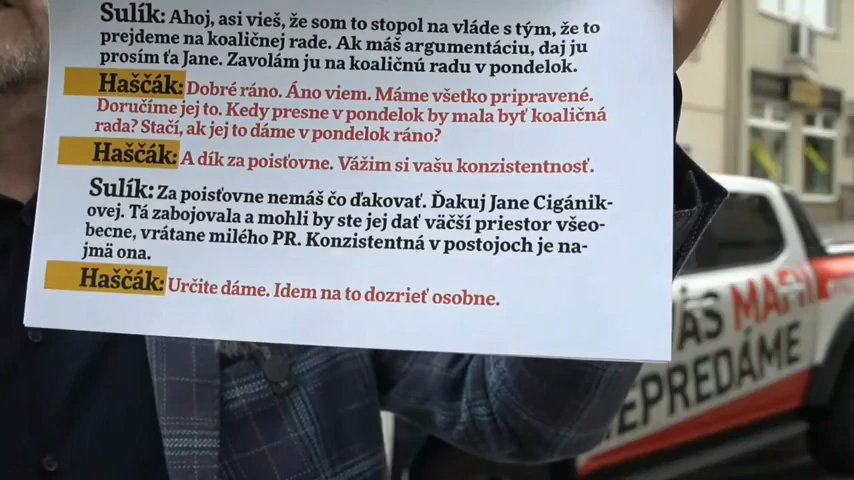 Sulík: Ahoj, asi vieš, že som to stopol na vláde s tým, že to
prejdeme na koaličnej rade. Ak máš argumentáciu, daj ju
prosím ťa Jane. Zavolám ju na koaličnú radu v pondelok.
Haščák: Dobré ráno. Áno viem. Máme všetko pripravené.
Doručíme jej to. Kedy presne v pondelok by mala byť koaličná
rada? Stačí, ak jej to dáme v pondelok ráno?
Haščák: A dík za poisťovne. Vážim si vašu konzistentnosť.
Sulík: Za poisťovne nemáš čo ďakovať. Ďakuj Jane Cigánik-
ovej. Tá zabojovala a mohli by ste jej dať väčší priestor všeo-
becne, vrátane milého PR. Konzistentná v postojoch je na-
jmä ona.
Haščák: Určite dáme. Idem na to dozrieť osobne.
ÁS
EPREDÁME